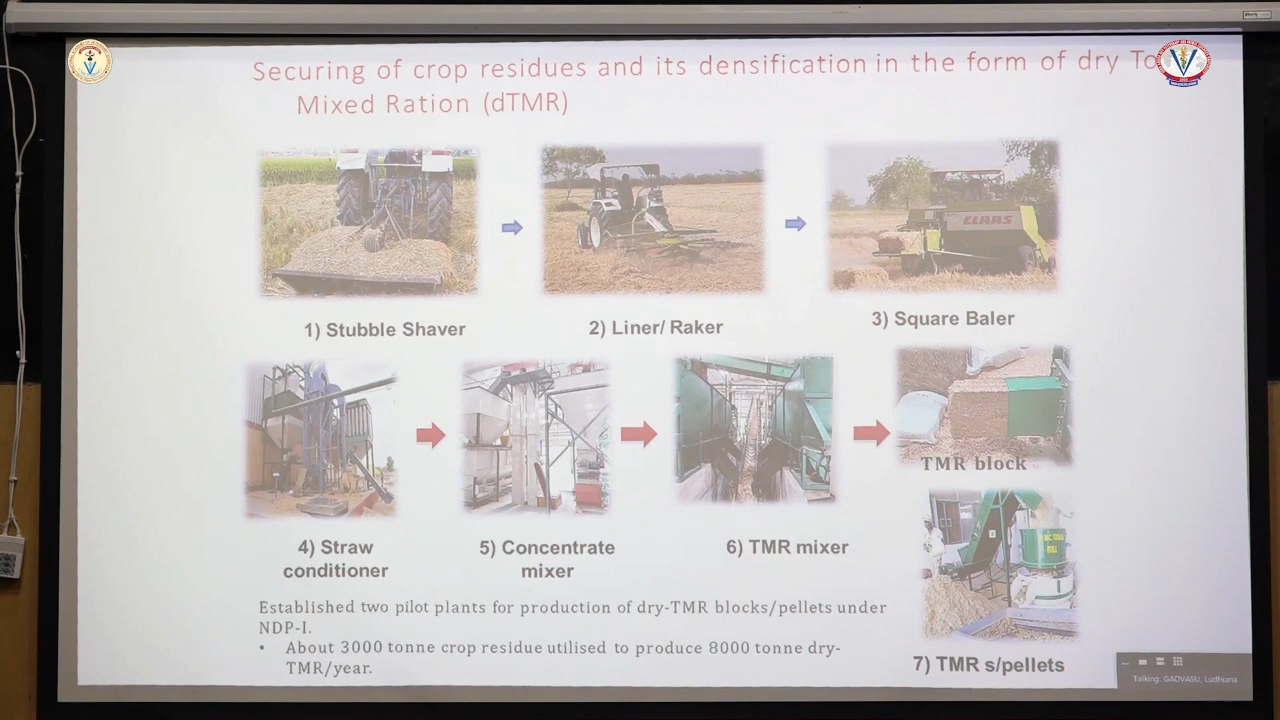 Securing of crop residues and its densification in the form of dry To
Mixed Ration (dTMR)
CLAAS
1) Stubble Shaver
2) Liner/ Raker
3) Square Baler
TMR block
4) Straw
conditioner
5) Concentrate
mixer
6) TMR mixer
7) TMR s/pellets
Established two pilot plants for production of dry-TMR blocks/pellets under
NDP-I.
• About 3000 tonne crop residue utilised to produce 8000 tonne dry-
TMR/year.
Talking: GADVASU, Ludhiana